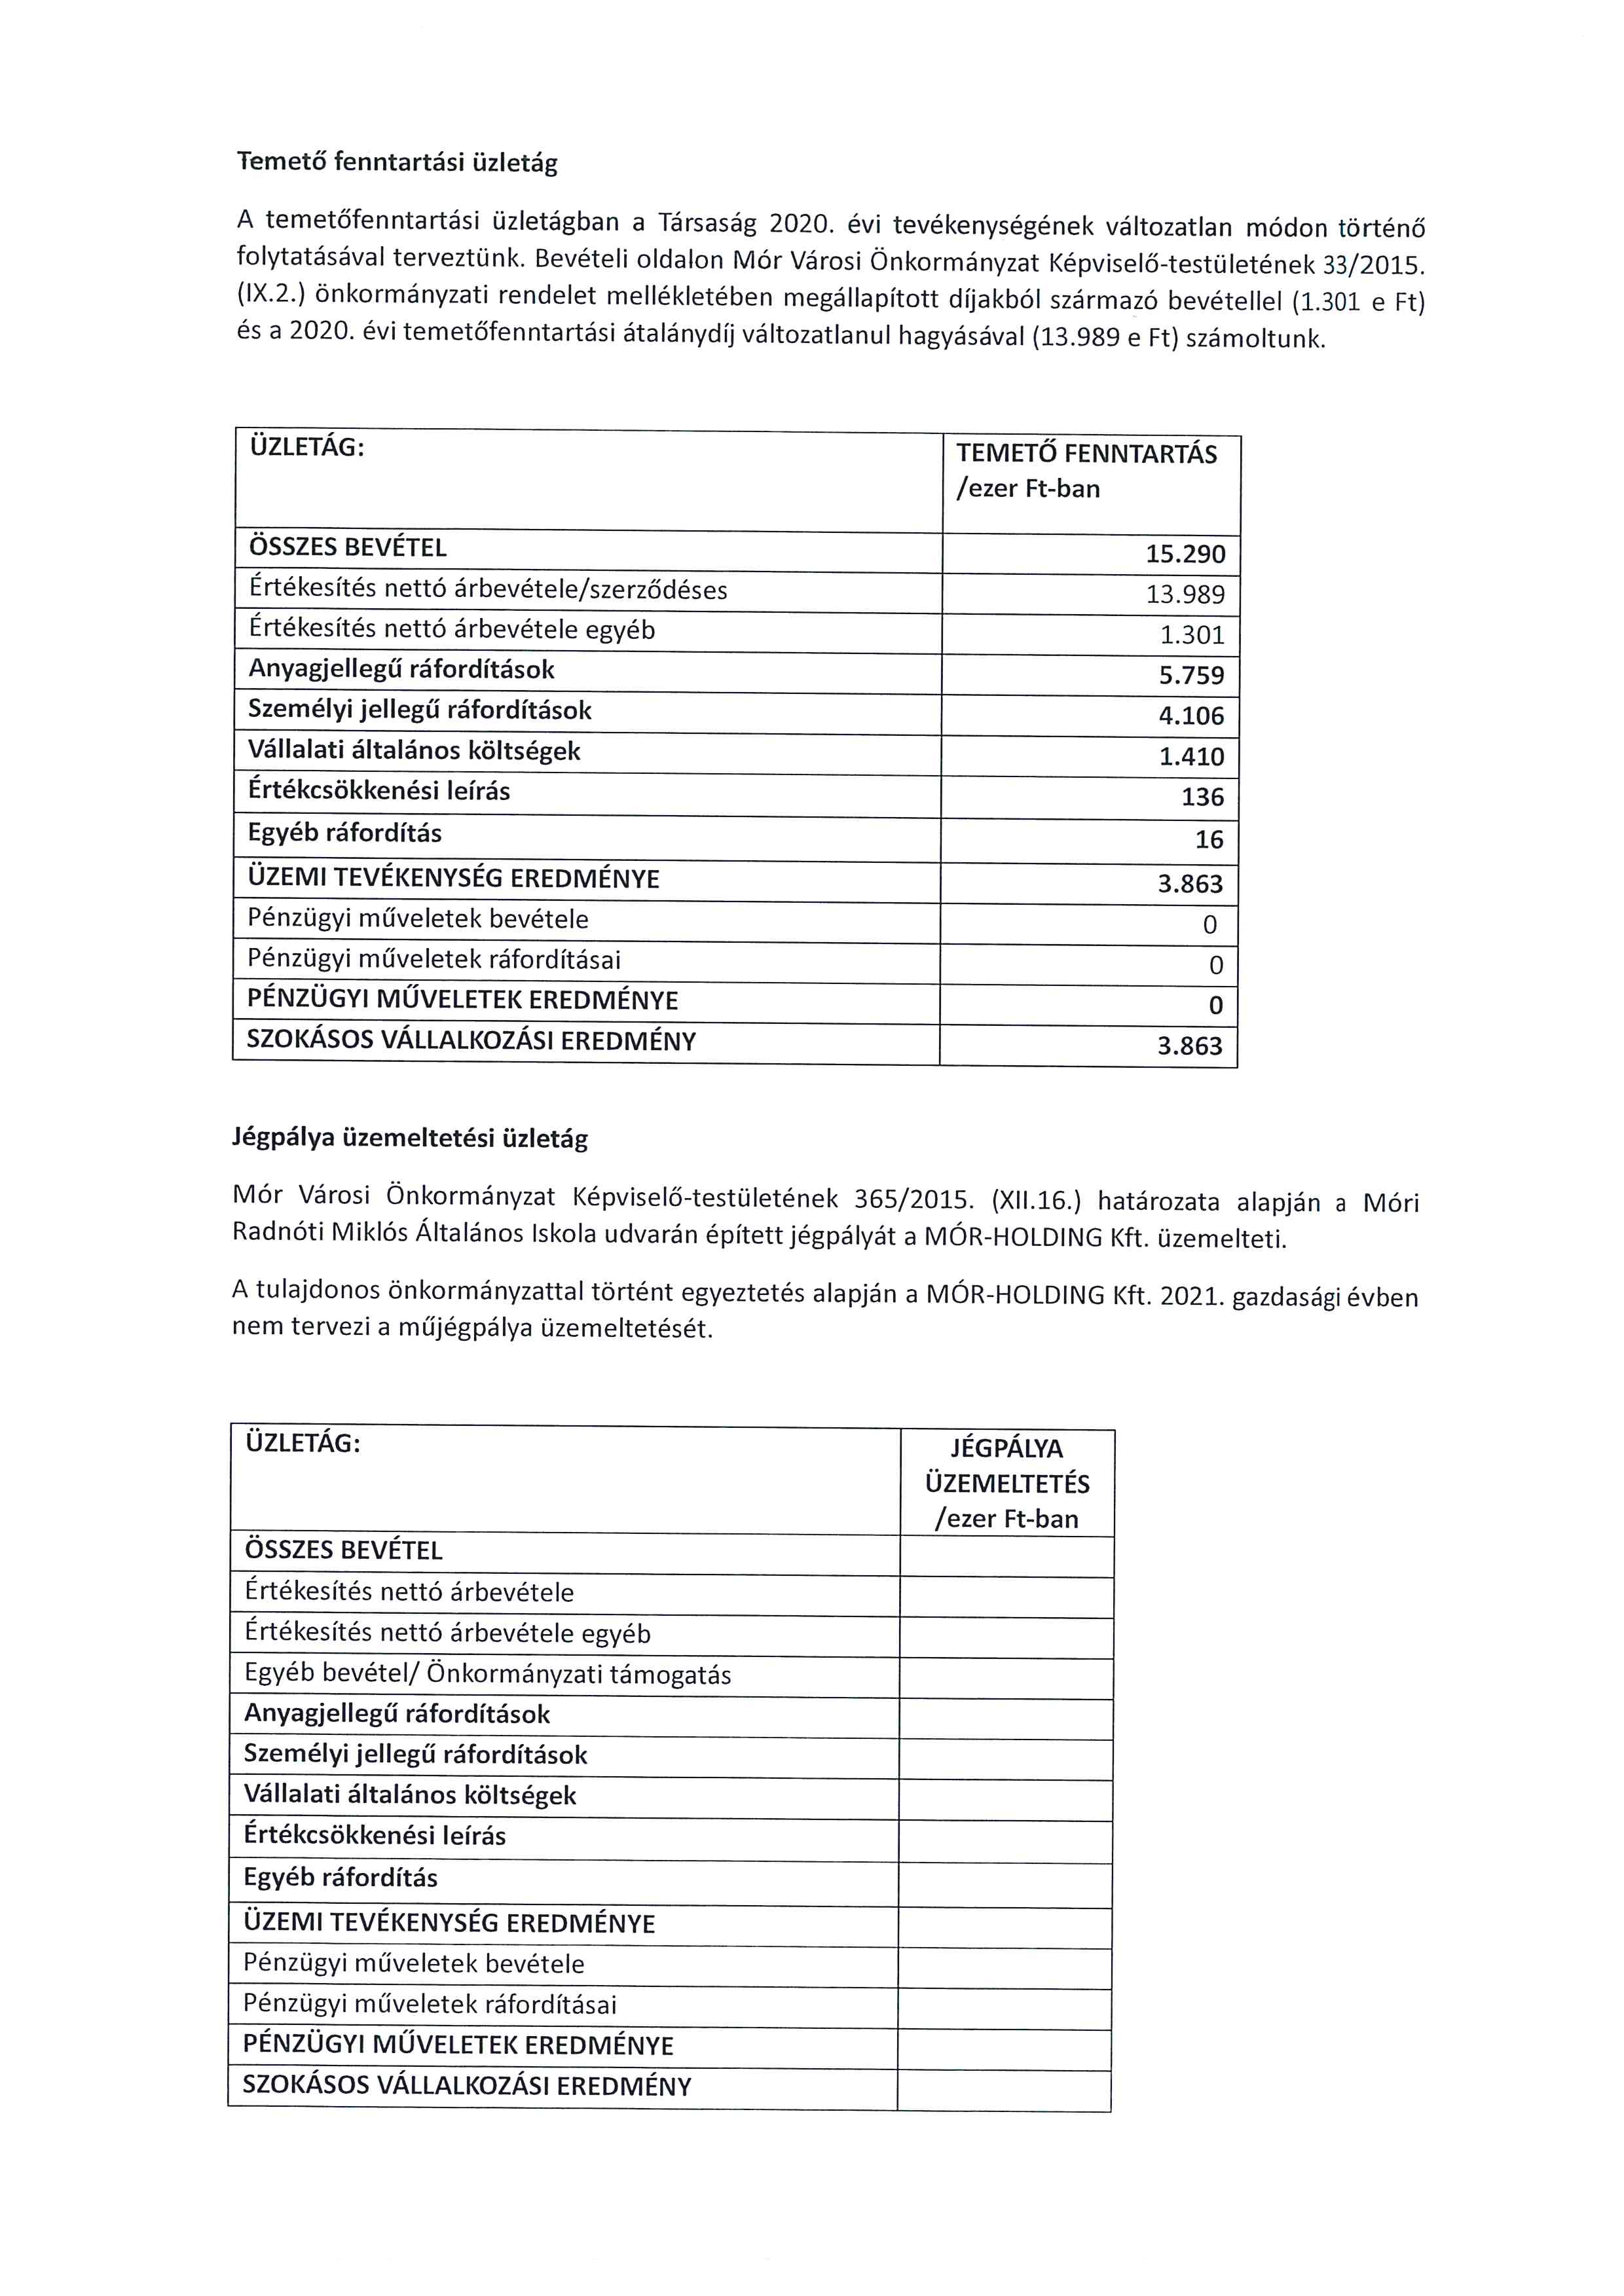 Temető fenntartási üzletág
A temetőfenntartási üzletágban a Társaság 2020. évi tevékenységének változatlan módon történő
folytatásával terveztünk. Bevételi oldalon Mór Városi Önkormányzat Képviselő-testületének 33/2015.
(IX.2.) önkormányzati rendelet mellékletében megállapított díjakból származó bevétellel (1.301 e Ft)
és a 2020. évi temetőfenntartási átalánydíj változatlanul hagyásával (13.989 e Ft) számoltunk.
ÜZLETÁG: TEMETŐ FENNTARTÁS
/ezer Ft-ban
ÖSSZES BEVÉTEL 15.290
Értékesítés nettó árbevétele/szerződéses 13.989
Értékesítés nettó árbevétele egyéb 1.301
Anyagjellegű ráfordítások 5.759
Személyi jellegű ráfordítások 4.106
Vállalati általános költségek 1.410
Értékcsökkenési leírás 136
Egyéb ráfordítás 16
ÜZEMI TEVÉKENYSÉG EREDMÉNYE 3.863
Pénzügyi műveletek bevétele 0
Pénzügyi műveletek ráfordításai 0
PÉNZÜGYI MŰVELETEK EREDMÉNYE 0
SZOKÁSOS VÁLLALKOZÁSI EREDMÉNY 3.863
Jégpálya üzemeltetési üzletág
Mór Városi Önkormányzat Képviselő-testületének 365/2015. (XII.16.) határozata alapján a Móri
Radnóti Miklós Általános Iskola udvarán épített jégpályát a MÓR-HOLDING Kft. üzemelteti.
A tulajdonos önkormányzattal történt egyeztetés alapján a MÓR-HOLDING Kft. 2021. gazdasági évben
nem tervezi a műjégpálya üzemeltetését.
ÜZLETÁG: JÉGPÁLYA
ÜZEMELTETÉS
/ezer Ft-ban
ÖSSZES BEVÉTEL
Értékesítés nettó árbevétele
Értékesítés nettó árbevétele egyéb
Egyéb bevétel/ Önkormányzati támogatás
Anyagjellegű ráfordítások
Személyi jellegű ráfordítások
Vállalati általános költségek
Értékcsökkenési leírás
Egyéb ráfordítás
ÜZEMI TEVÉKENYSÉG EREDMÉNYE
Pénzügyi műveletek bevétele
Pénzügyi műveletek ráfordításai
PÉNZÜGYI MŰVELETEK EREDMÉNYE
SZOKÁSOS VÁLLALKOZÁSI EREDMÉNY